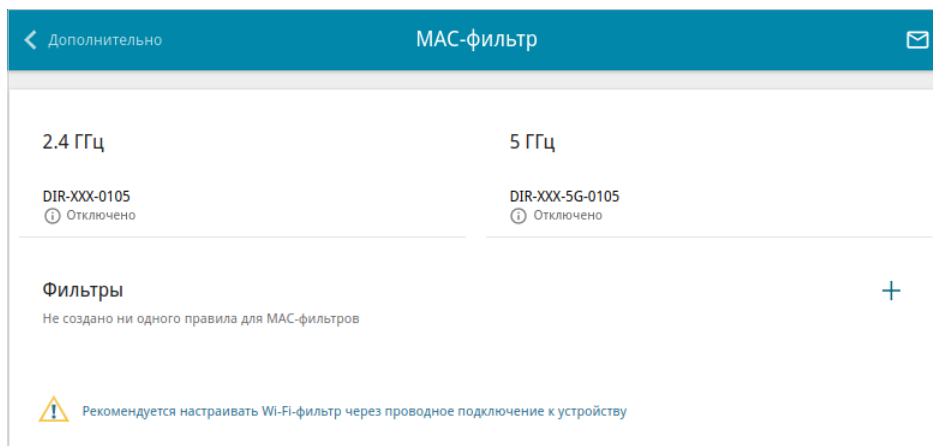 Дополнительно
MAC-фильтр
2.4 ГГц
5 ГГц
DIR-XXX-0105
DIR-XXX-5G-0105
Отключено
Отключено
Фильтры
Не создано ни одного правила для MAC-фильтров
Рекомендуется настраивать Wi-Fi-фильтр через проводное подключение к устройству